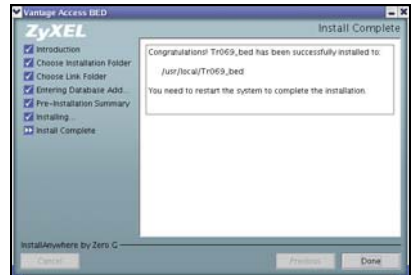 Vantage Access BED
ZyXEL
Install Complete
Introduction
Choose Installation Folder
Choose Link Folder
Entering Database Add...
Pre-Installation Summary
Installing...
Install Complete
Congratulations! Tr069_bed has been successfully installed to:
/usr/local/Tr069_bed
You need to restart the system to complete the installation.
InstallAnywhere by Zero G
Cancel
Previous
Done